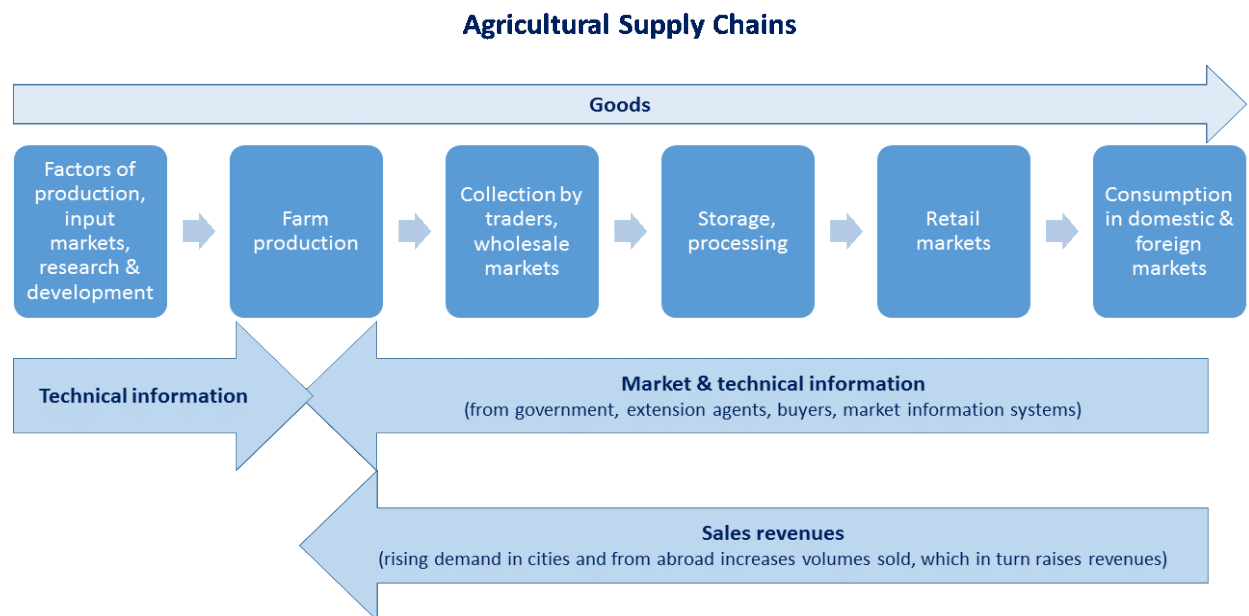 Agricultural Supply Chains
Goods
Factors of
production,
input
markets,
research &
development
Farm
production
Collection by
traders,
wholesale
markets
Storage,
processing
Retail
markets
Consumption
in domestic &
foreign
markets
Technical information
Market & technical information
(from government, extension agents, buyers, market information systems)
Sales revenues
(rising demand in cities and from abroad increases volumes sold, which in turn raises revenues)